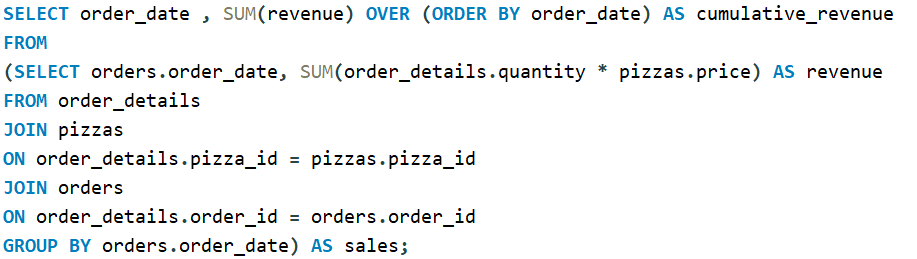 SELECT order_date , SUM(revenue) OVER (ORDER BY order_date) AS cumulative_revenue
FROM
(SELECT orders.order_date, SUM(order_details.quantity * pizzas.price) AS revenue
FROM order_details
JOIN pizzas
ON order_details.pizza_id = pizzas.pizza_id
JOIN orders
ON order_details.order_id = orders.order_id
GROUP BY orders.order_date) AS sales;